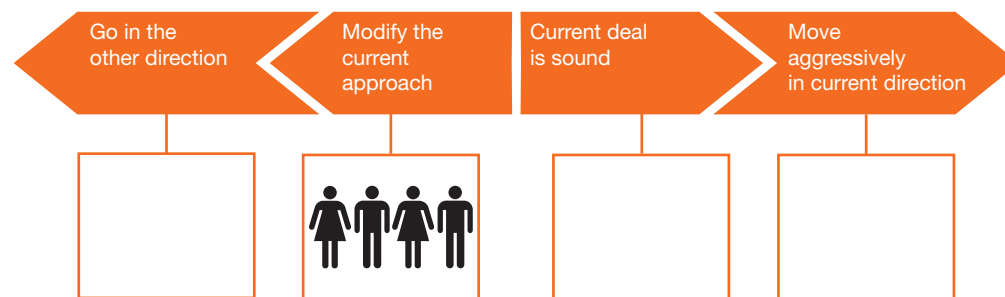 Go in the
other direction
Modify the
current
approach
Current deal
is sound
Move
aggressively
in current direction